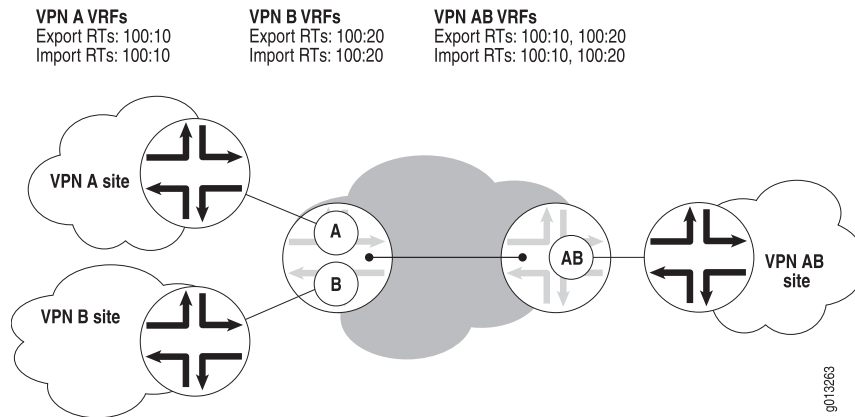 VPN A VRFs
Export RTs: 100:10
Import RTs: 100:10
VPN B VRFs
Export RTs: 100:20
Import RTs: 100:20
VPN AB VRFs
Export RTs: 100:10, 100:20
Import RTs: 100:10, 100:20
VPN A site
A
B
AB
VPN AB
site
VPN B site
g013263